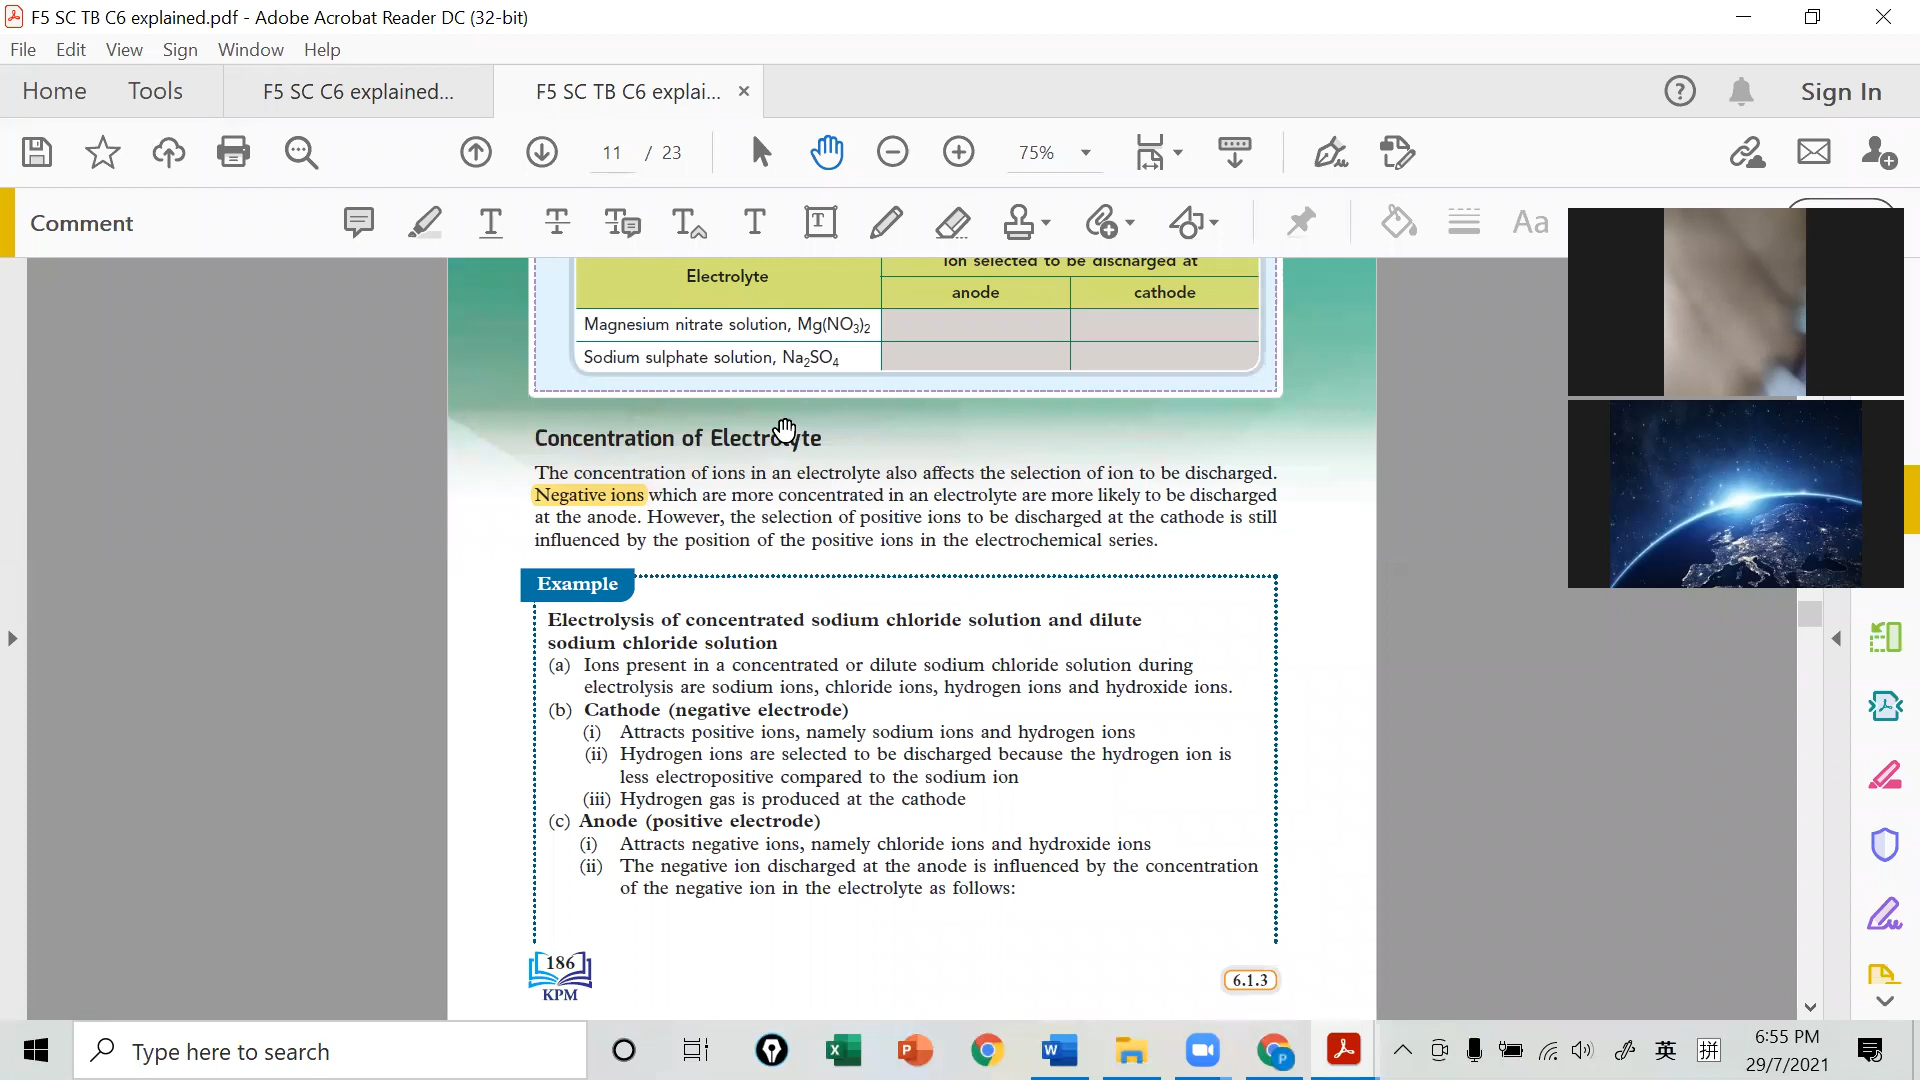 F5 SC TB C6 explained.pdf - Adobe Acrobat Reader DC (32-bit)
File Edit View Sign Window Help
Home Tools F5 SC C6 explained... F5 SC TB C6 explai... × Sign In
11 / 23 75%
Comment Aa
Electrolyte
Ion selected to be discharged at
anode cathode
Magnesium nitrate solution, Mg(NO3)2
Sodium sulphate solution, Na2SO4
Concentration of Electrolyte
The concentration of ions in an electrolyte also affects the selection of ion to be discharged.
Negative ions which are more concentrated in an electrolyte are more likely to be discharged
at the anode. However, the selection of positive ions to be discharged at the cathode is still
influenced by the position of the positive ions in the electrochemical series.
Example
Electrolysis of concentrated sodium chloride solution and dilute
sodium chloride solution
(a) Ions present in a concentrated or dilute sodium chloride solution during
electrolysis are sodium ions, chloride ions, hydrogen ions and hydroxide ions.
(b) Cathode (negative electrode)
(i) Attracts positive ions, namely sodium ions and hydrogen ions
(ii) Hydrogen ions are selected to be discharged because the hydrogen ion is
less electropositive compared to the sodium ion
(iii) Hydrogen gas is produced at the cathode
(c) Anode (positive electrode)
(i) Attracts negative ions, namely chloride ions and hydroxide ions
(ii) The negative ion discharged at the anode is influenced by the concentration
of the negative ion in the electrolyte as follows:
186
KPM
6.1.3
Type here to search
英 拼
6:55 PM
29/7/2021